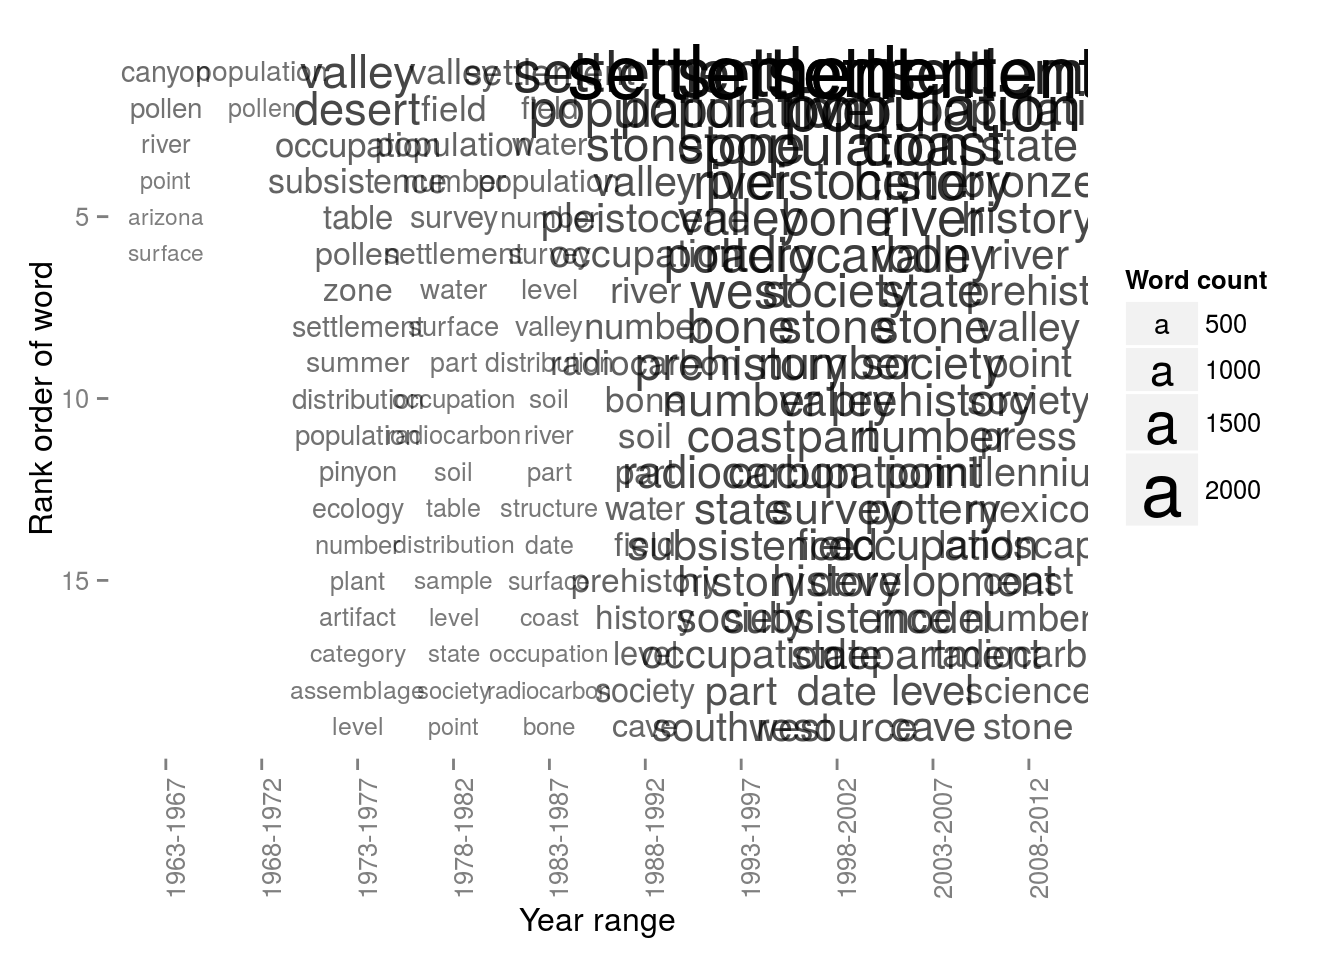 canyon population valley valley settlement settlement settlement settlement settlement settlement
pollen pollen desert field field population population population
river occupation population water stone stone population coast state
point subsistence number population valley river pleistocene history bronze
5 arizona table survey number pleistocene valley bone river history
surface pollen settlement survey occupation pottery radiocarbon valley river
zone water level river west society state prehist
settlement surface valley number bone stone stone valley
summer part distribution radiocarbon prehistory number society point
10 distribution occupation soil bone number valley prehistory society
population radiocarbon river soil coast part number press
pinyon soil part part radiocarbon occupation point millenniu
ecology table structure water state survey pottery mexico
number distribution date field subsistence field occupation landscap
15 plant sample surface prehistory history history development coast
artifact level coast history society subsistence model number
category state occupation level occupation state department radiocarb
assemblage society radiocarbon society part date level science
level point bone cave southwest resource cave stone
Rank order of word
1963-1967
1968-1972
1973-1977
1978-1982
1983-1987
1988-1992
1993-1997
1998-2002
2003-2007
2008-2012
Year range
Word count
a 500
a 1000
a 1500
a 2000